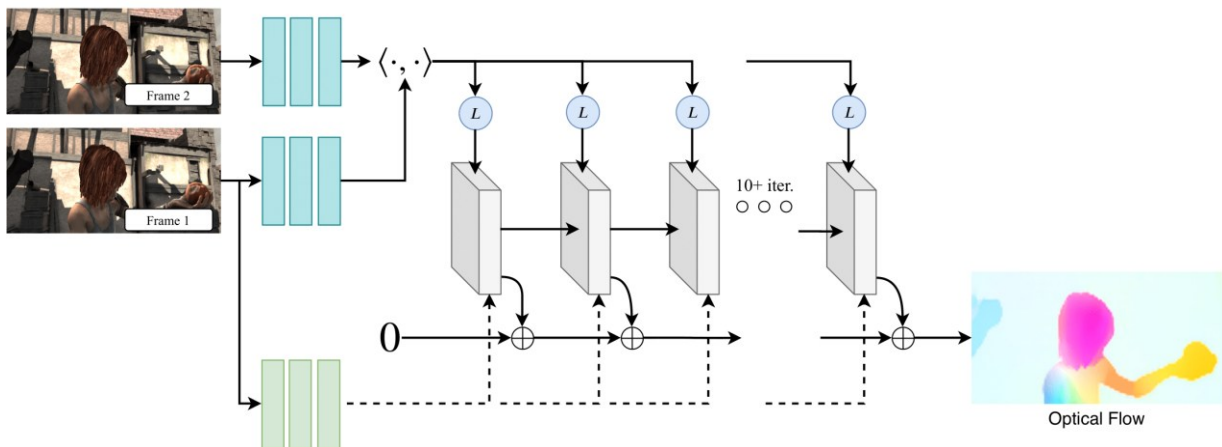 Frame 2
⟨·, ·⟩
L L L L
Frame 1
10+ iter.
0
Optical Flow